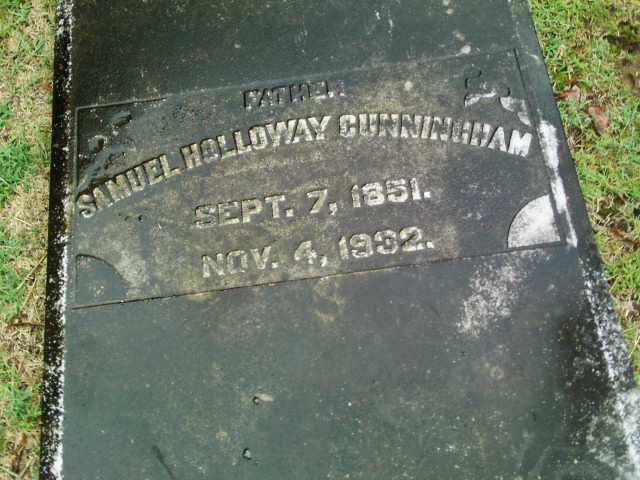 FATHER
SAMUEL HOLLOWAY CUNNINGHAM
SEPT. 7, 1851.
NOV. 4, 1932.